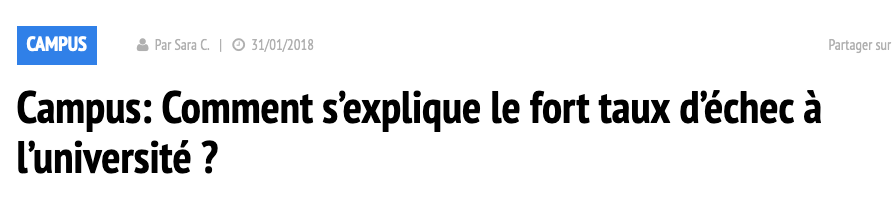 CAMPUS
Par Sara C. | 31/01/2018
Partager sur
Campus: Comment s’explique le fort taux d’échec à
l’université ?